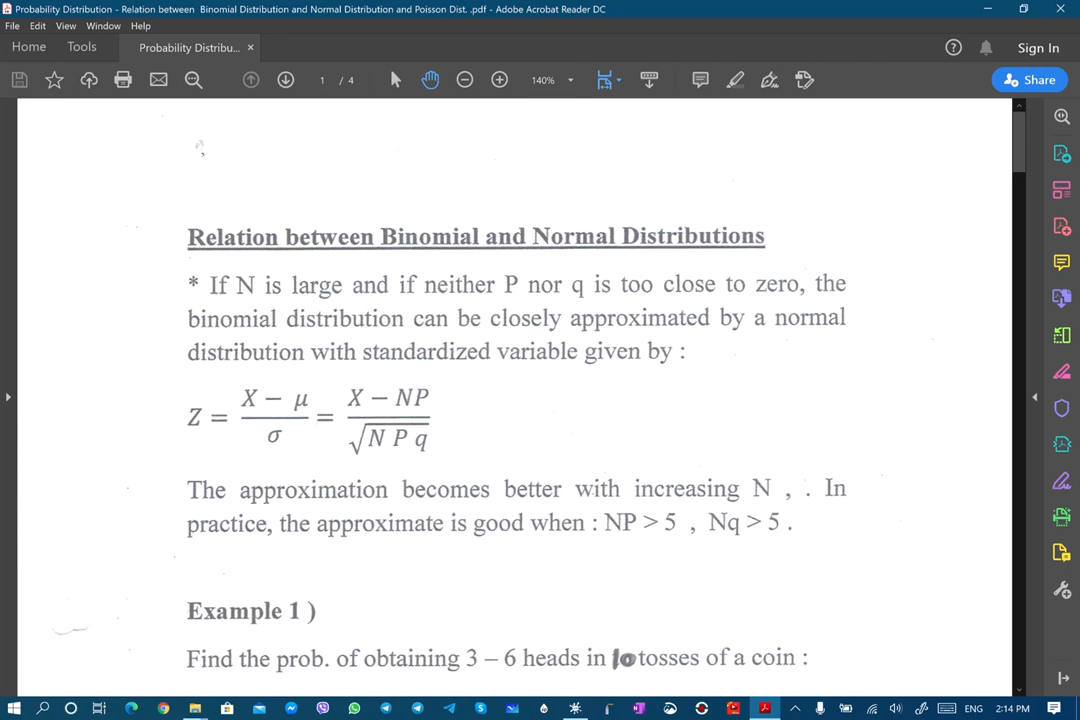 Probability Distribution - Relation between Binomial Distribution and Normal Distribution and Poisson Dist. .pdf - Adobe Acrobat Reader DC
File Edit View Window Help
Home Tools Probability Distribu... × Sign In
1 / 4 140% Share
Relation between Binomial and Normal Distributions
* If N is large and if neither P nor q is too close to zero, the
binomial distribution can be closely approximated by a normal
distribution with standardized variable given by :
Z = (X − μ)/σ = (X − NP)/√(N P q)
The approximation becomes better with increasing N , . In
practice, the approximate is good when : NP > 5 , Nq > 5 .
Example 1 )
Find the prob. of obtaining 3 – 6 heads in 10 tosses of a coin :
ENG 2:14 PM